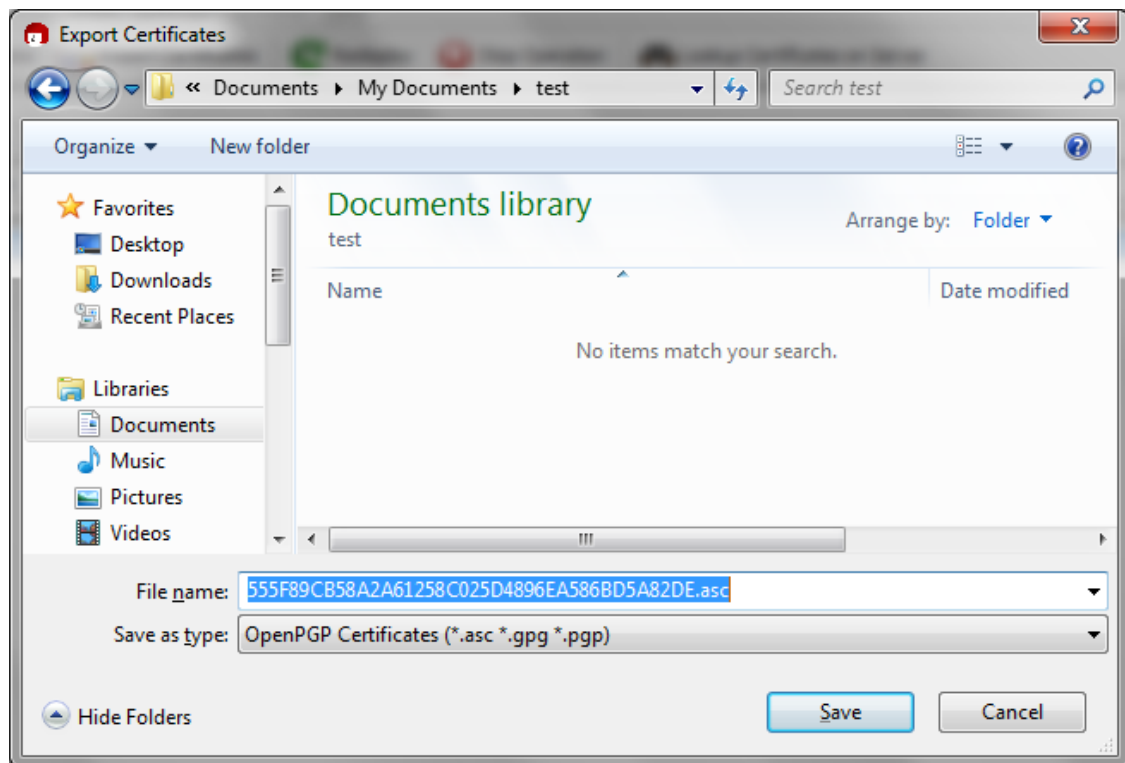 Export Certificates
« Documents ▸ My Documents ▸ test
Search test
Organize
New folder
Favorites
Desktop
Downloads
Recent Places
Libraries
Documents
Music
Pictures
Videos
Documents library
test
Arrange by: Folder
Name
Date modified
No items match your search.
File name: 555F89CB58A2A61258C025D4896EA586BD5A82DE.asc
Save as type: OpenPGP Certificates (*.asc *.gpg *.pgp)
Hide Folders
Save
Cancel